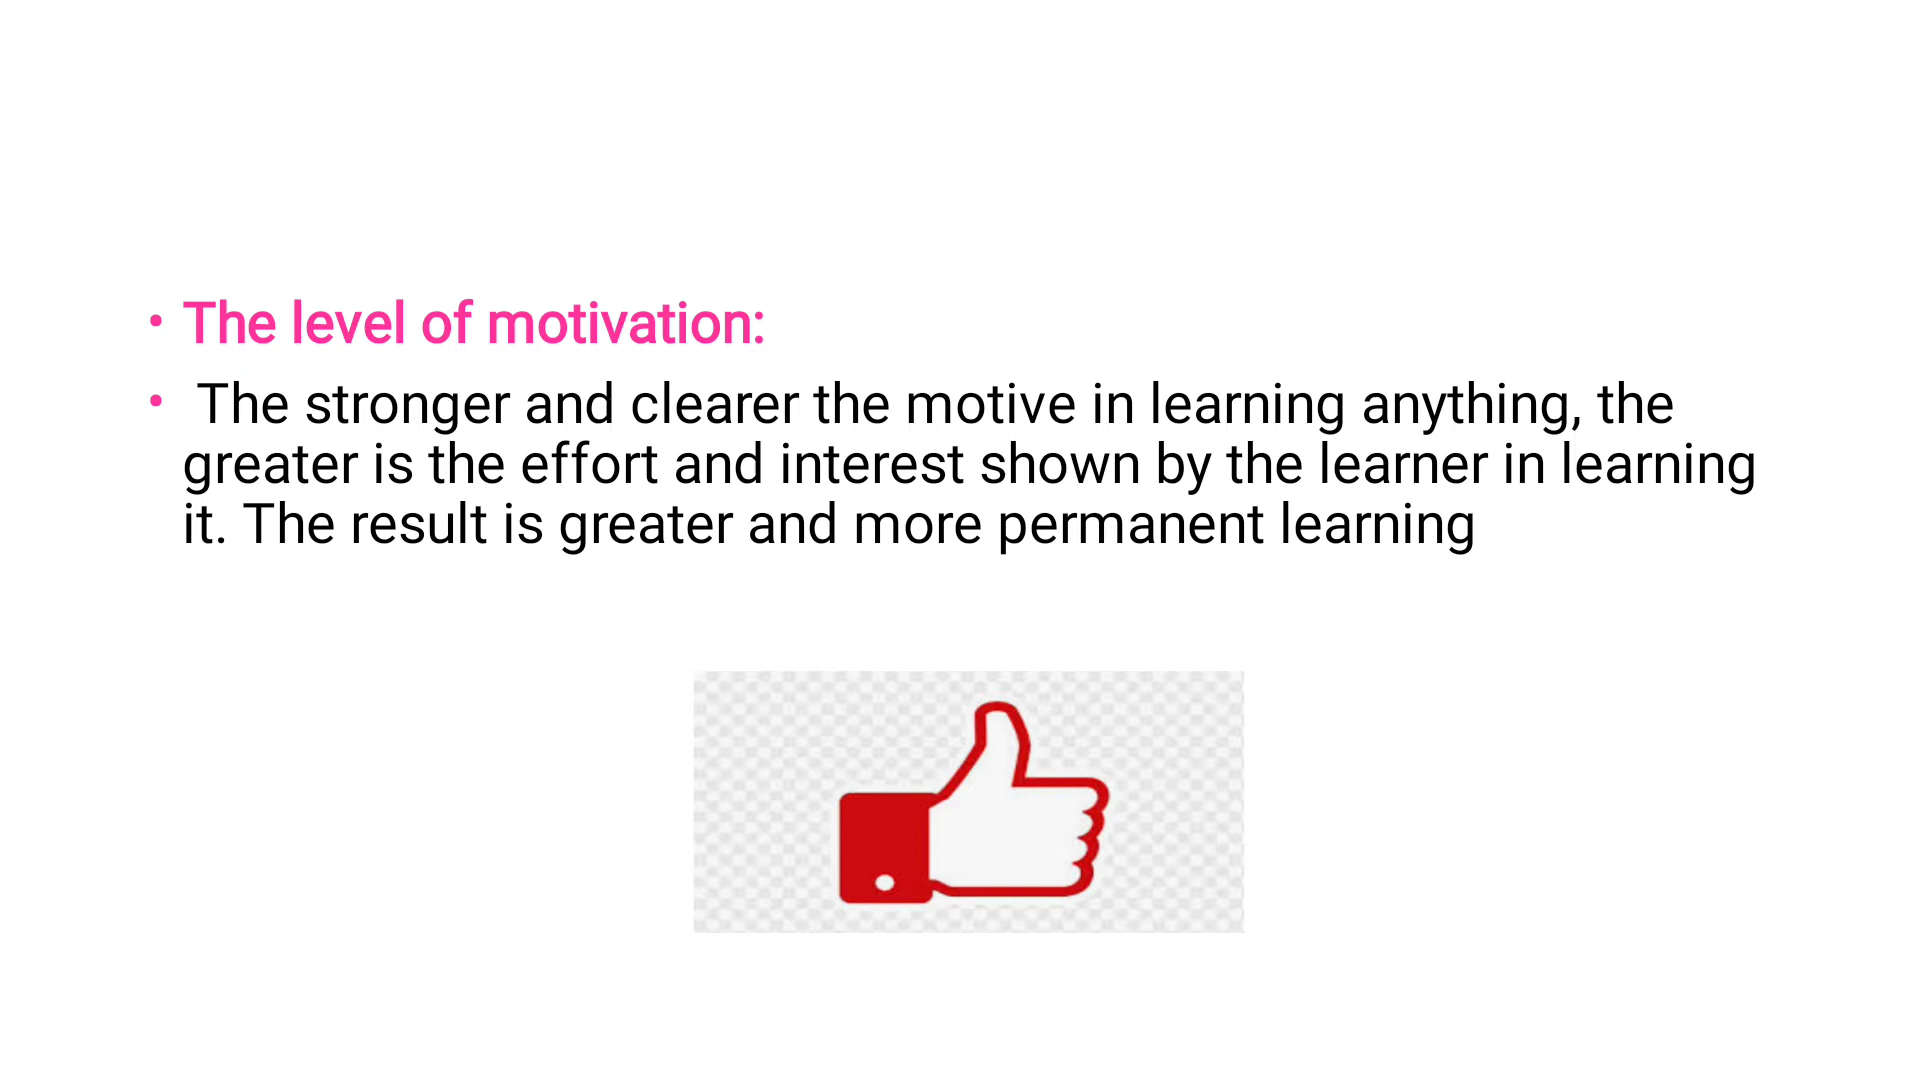 • The level of motivation:
• The stronger and clearer the motive in learning anything, the
greater is the effort and interest shown by the learner in learning
it. The result is greater and more permanent learning